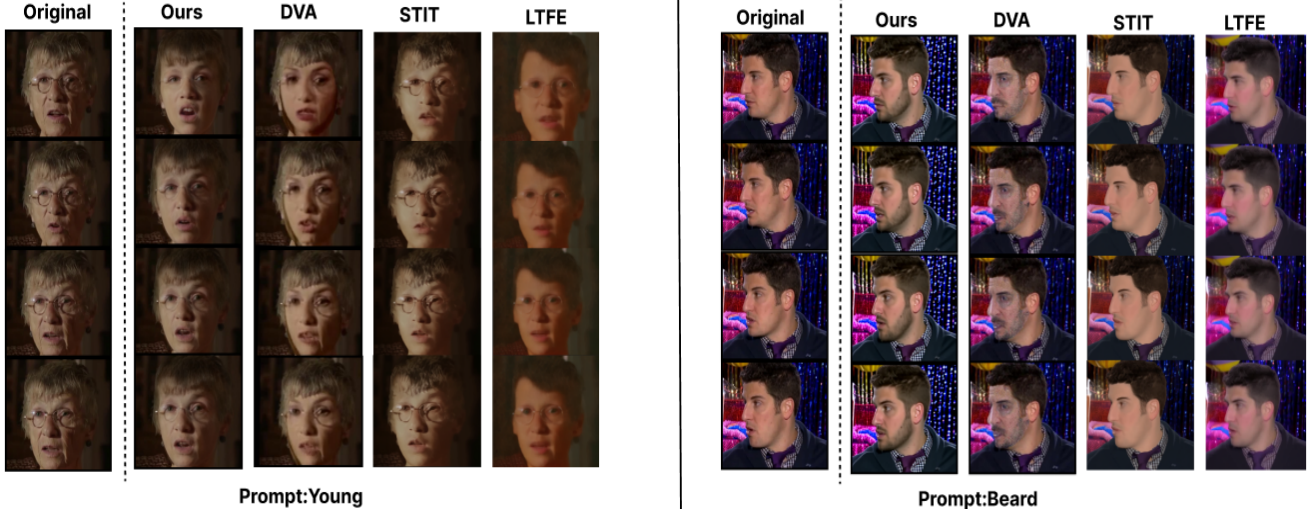 Original Ours DVA STIT LTFE
Prompt:Young
Original Ours DVA STIT LTFE
Prompt:Beard